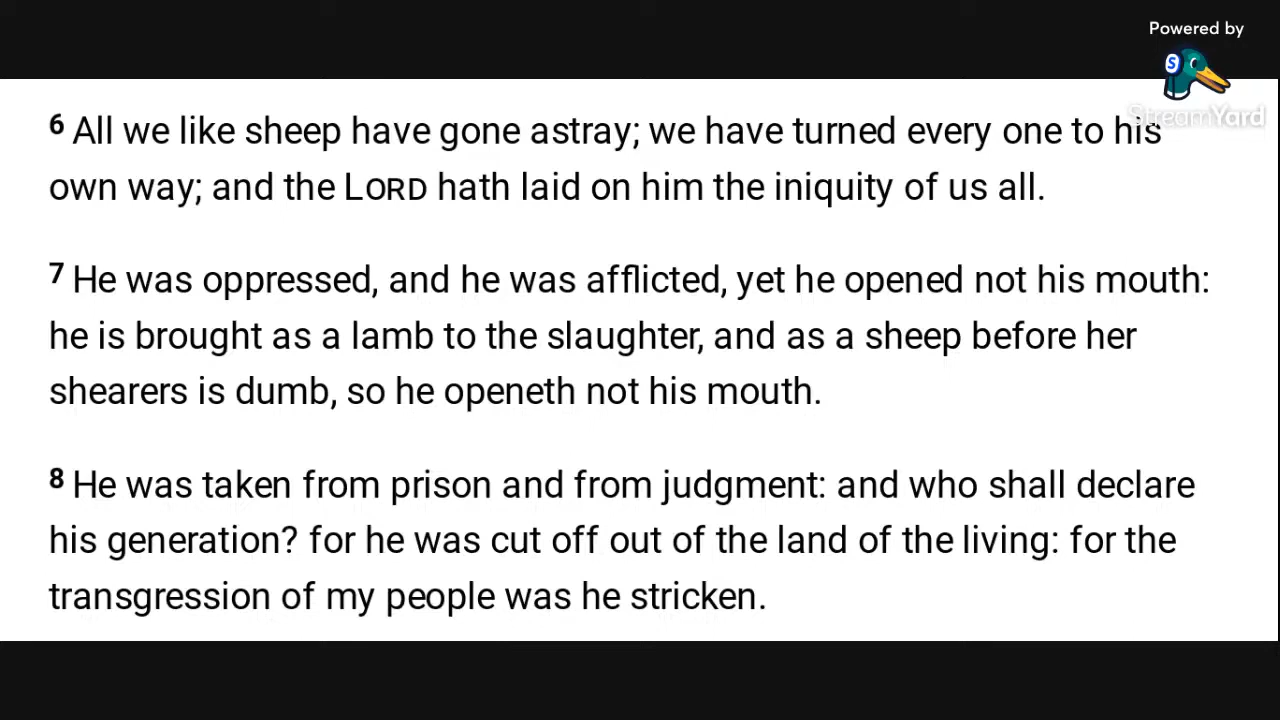 Powered by
StreamYard
6 All we like sheep have gone astray; we have turned every one to his
own way; and the LORD hath laid on him the iniquity of us all.
7 He was oppressed, and he was afflicted, yet he opened not his mouth:
he is brought as a lamb to the slaughter, and as a sheep before her
shearers is dumb, so he openeth not his mouth.
8 He was taken from prison and from judgment: and who shall declare
his generation? for he was cut off out of the land of the living: for the
transgression of my people was he stricken.